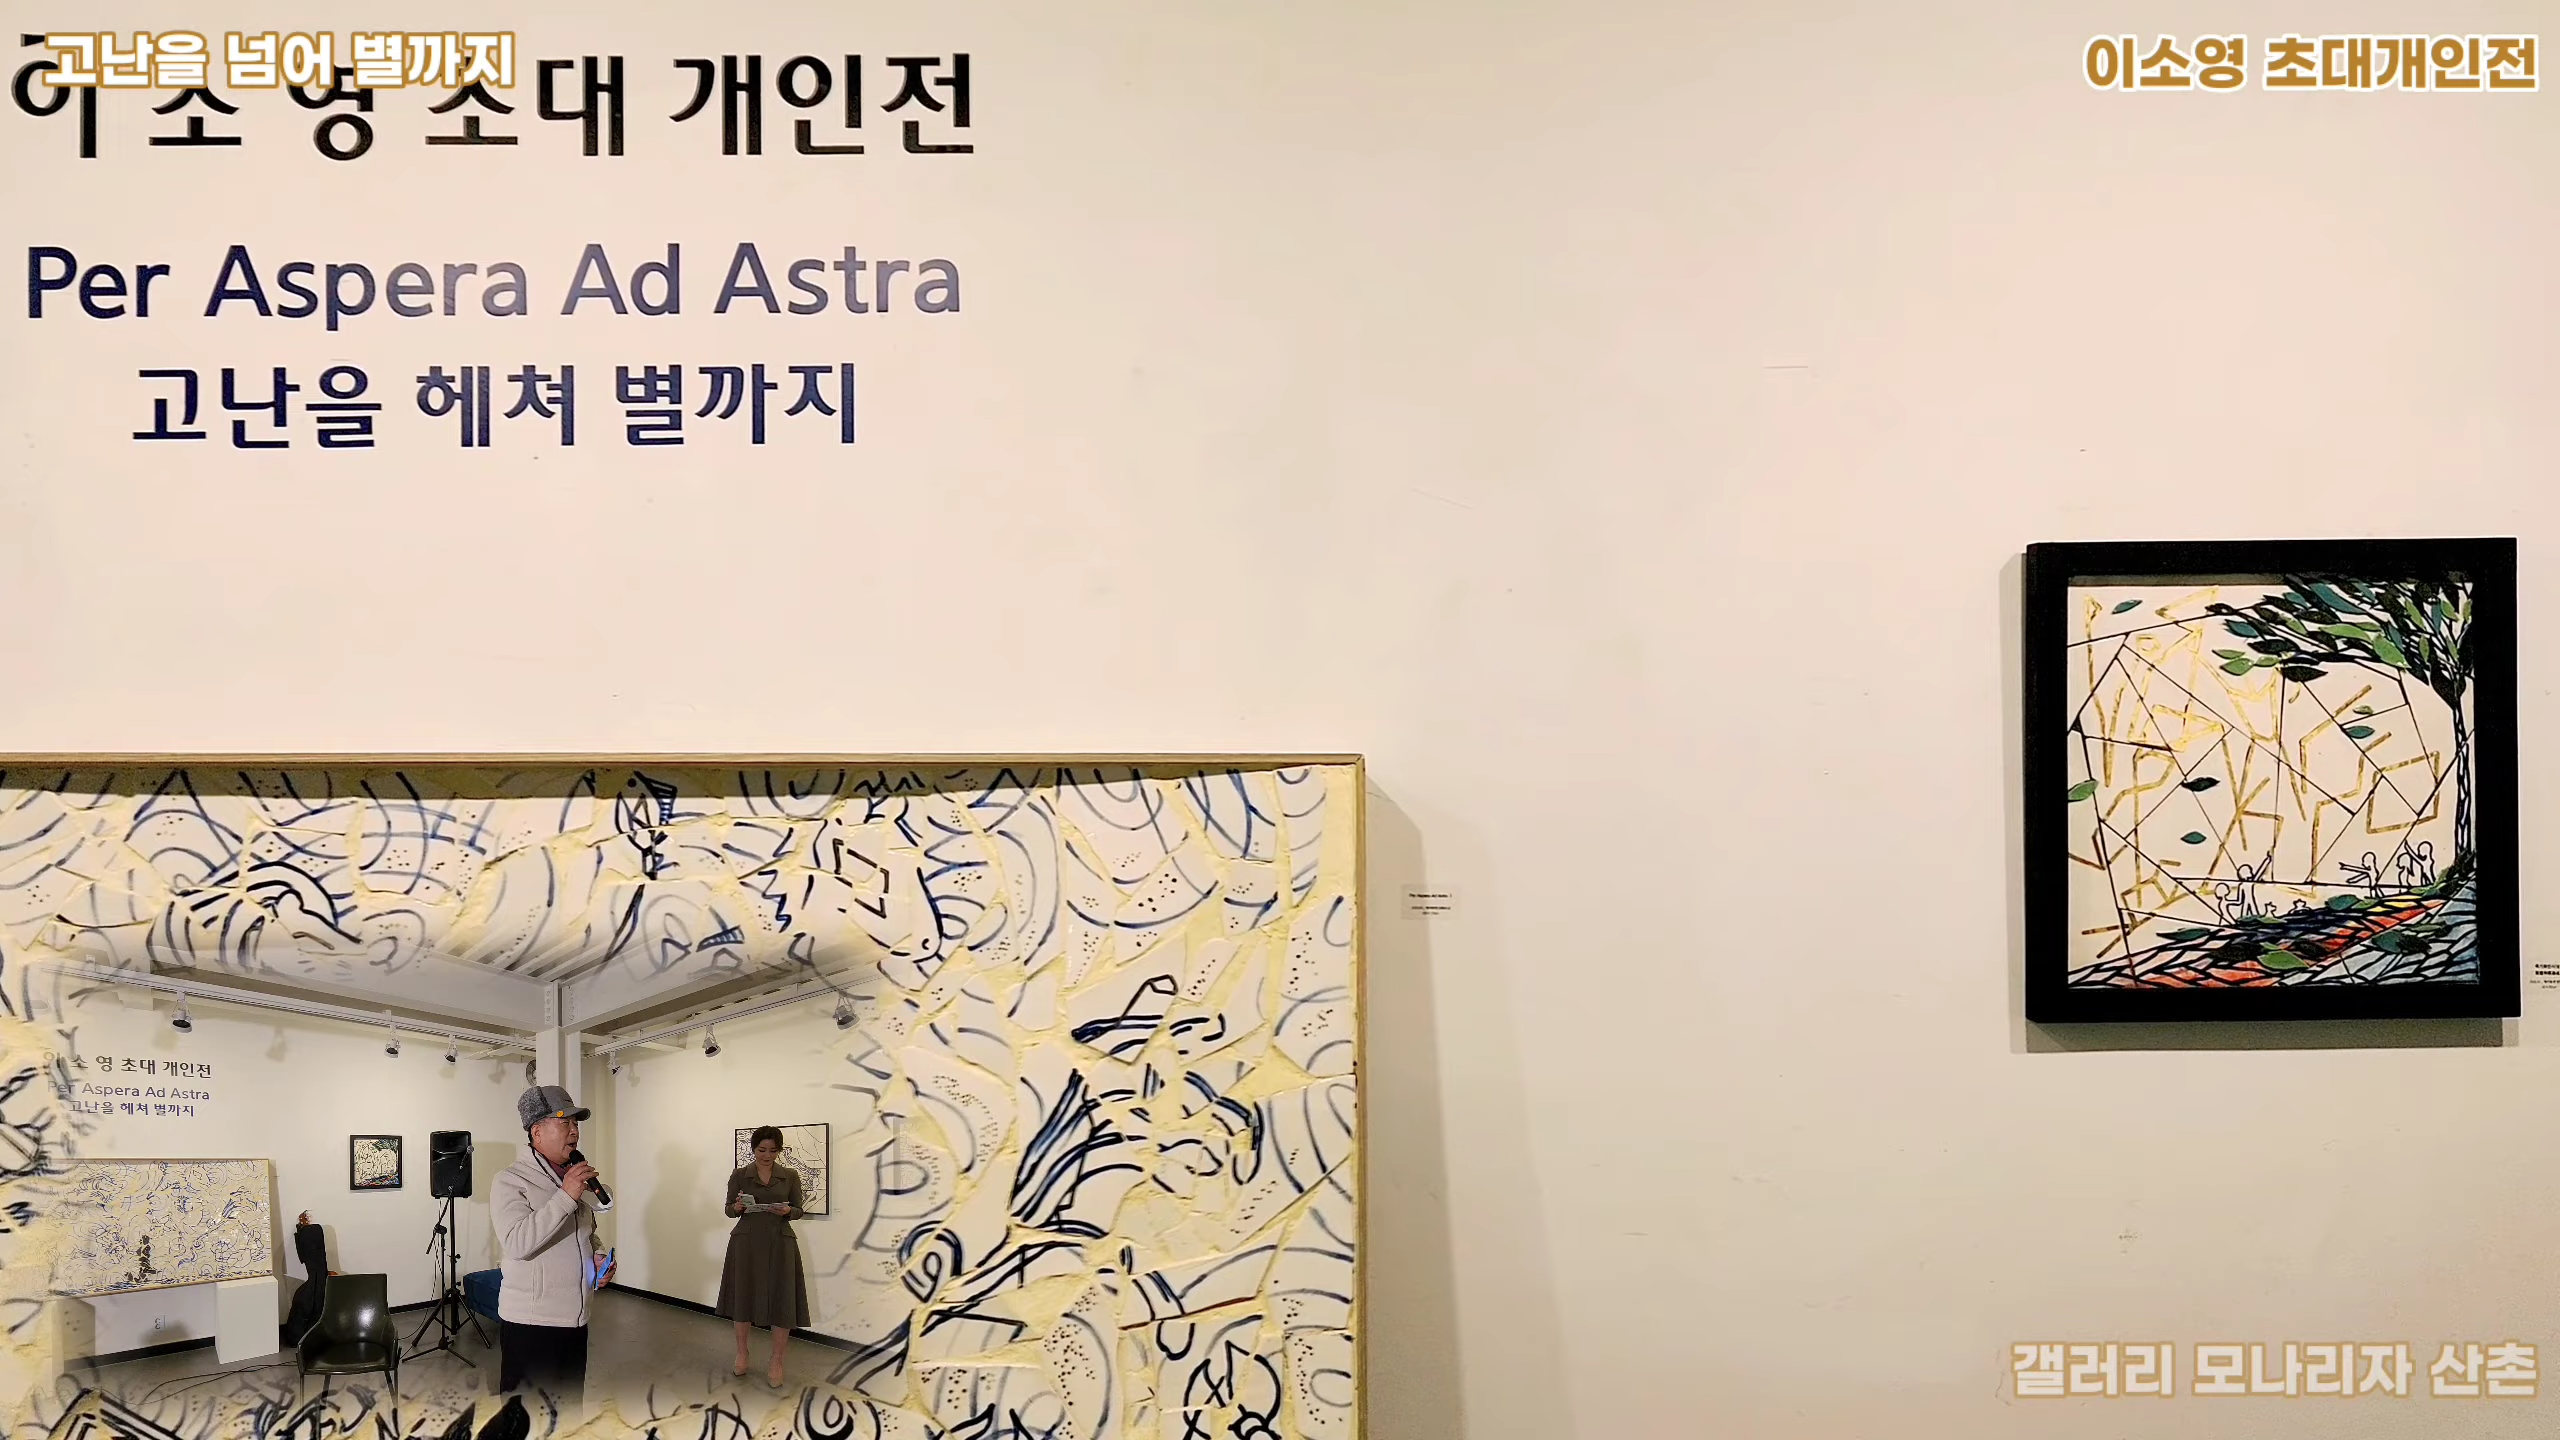 고난을 넘어 별까지
이소영 초대개인전
이 소 영 초대 개인전
Per Aspera Ad Astra
고난을 헤쳐 별까지
이 소 영 초대 개인전
Per Aspera Ad Astra
고난을 헤쳐 별까지
갤러리 모나리자 산촌